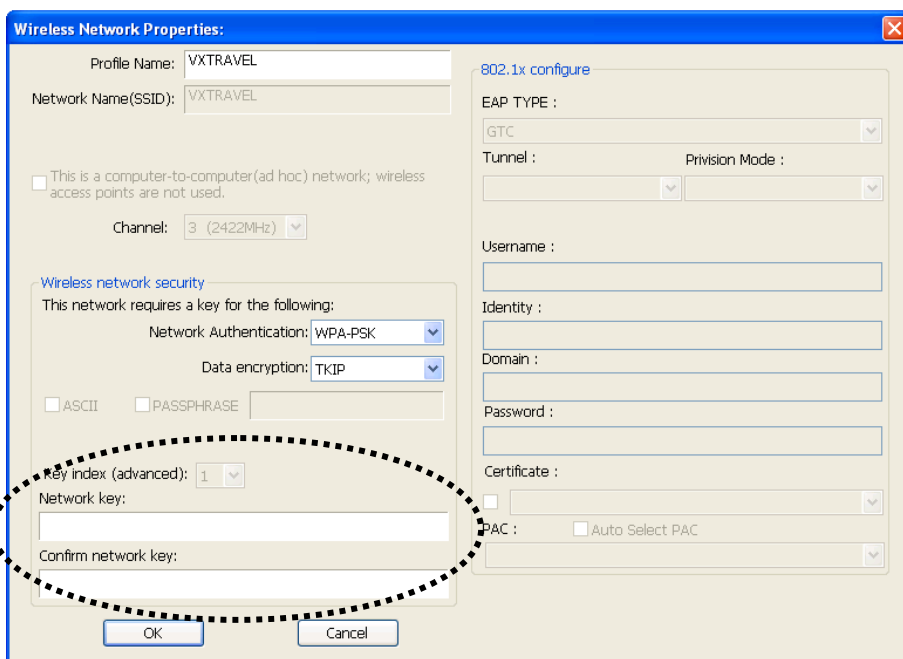 Wireless Network Properties:
Profile Name: VXTRAVEL
Network Name(SSID): VXTRAVEL
This is a computer-to-computer(ad hoc) network; wireless
access points are not used.
Channel: 3 (2422MHz)
Wireless network security
This network requires a key for the following:
Network Authentication: WPA-PSK
Data encryption: TKIP
ASCII PASSPHRASE
Key index (advanced): 1
Network key:
Confirm network key:
OK Cancel
802.1x configure
EAP TYPE :
GTC
Tunnel : Privision Mode :
Username :
Identity :
Domain :
Password :
Certificate :
PAC : Auto Select PAC